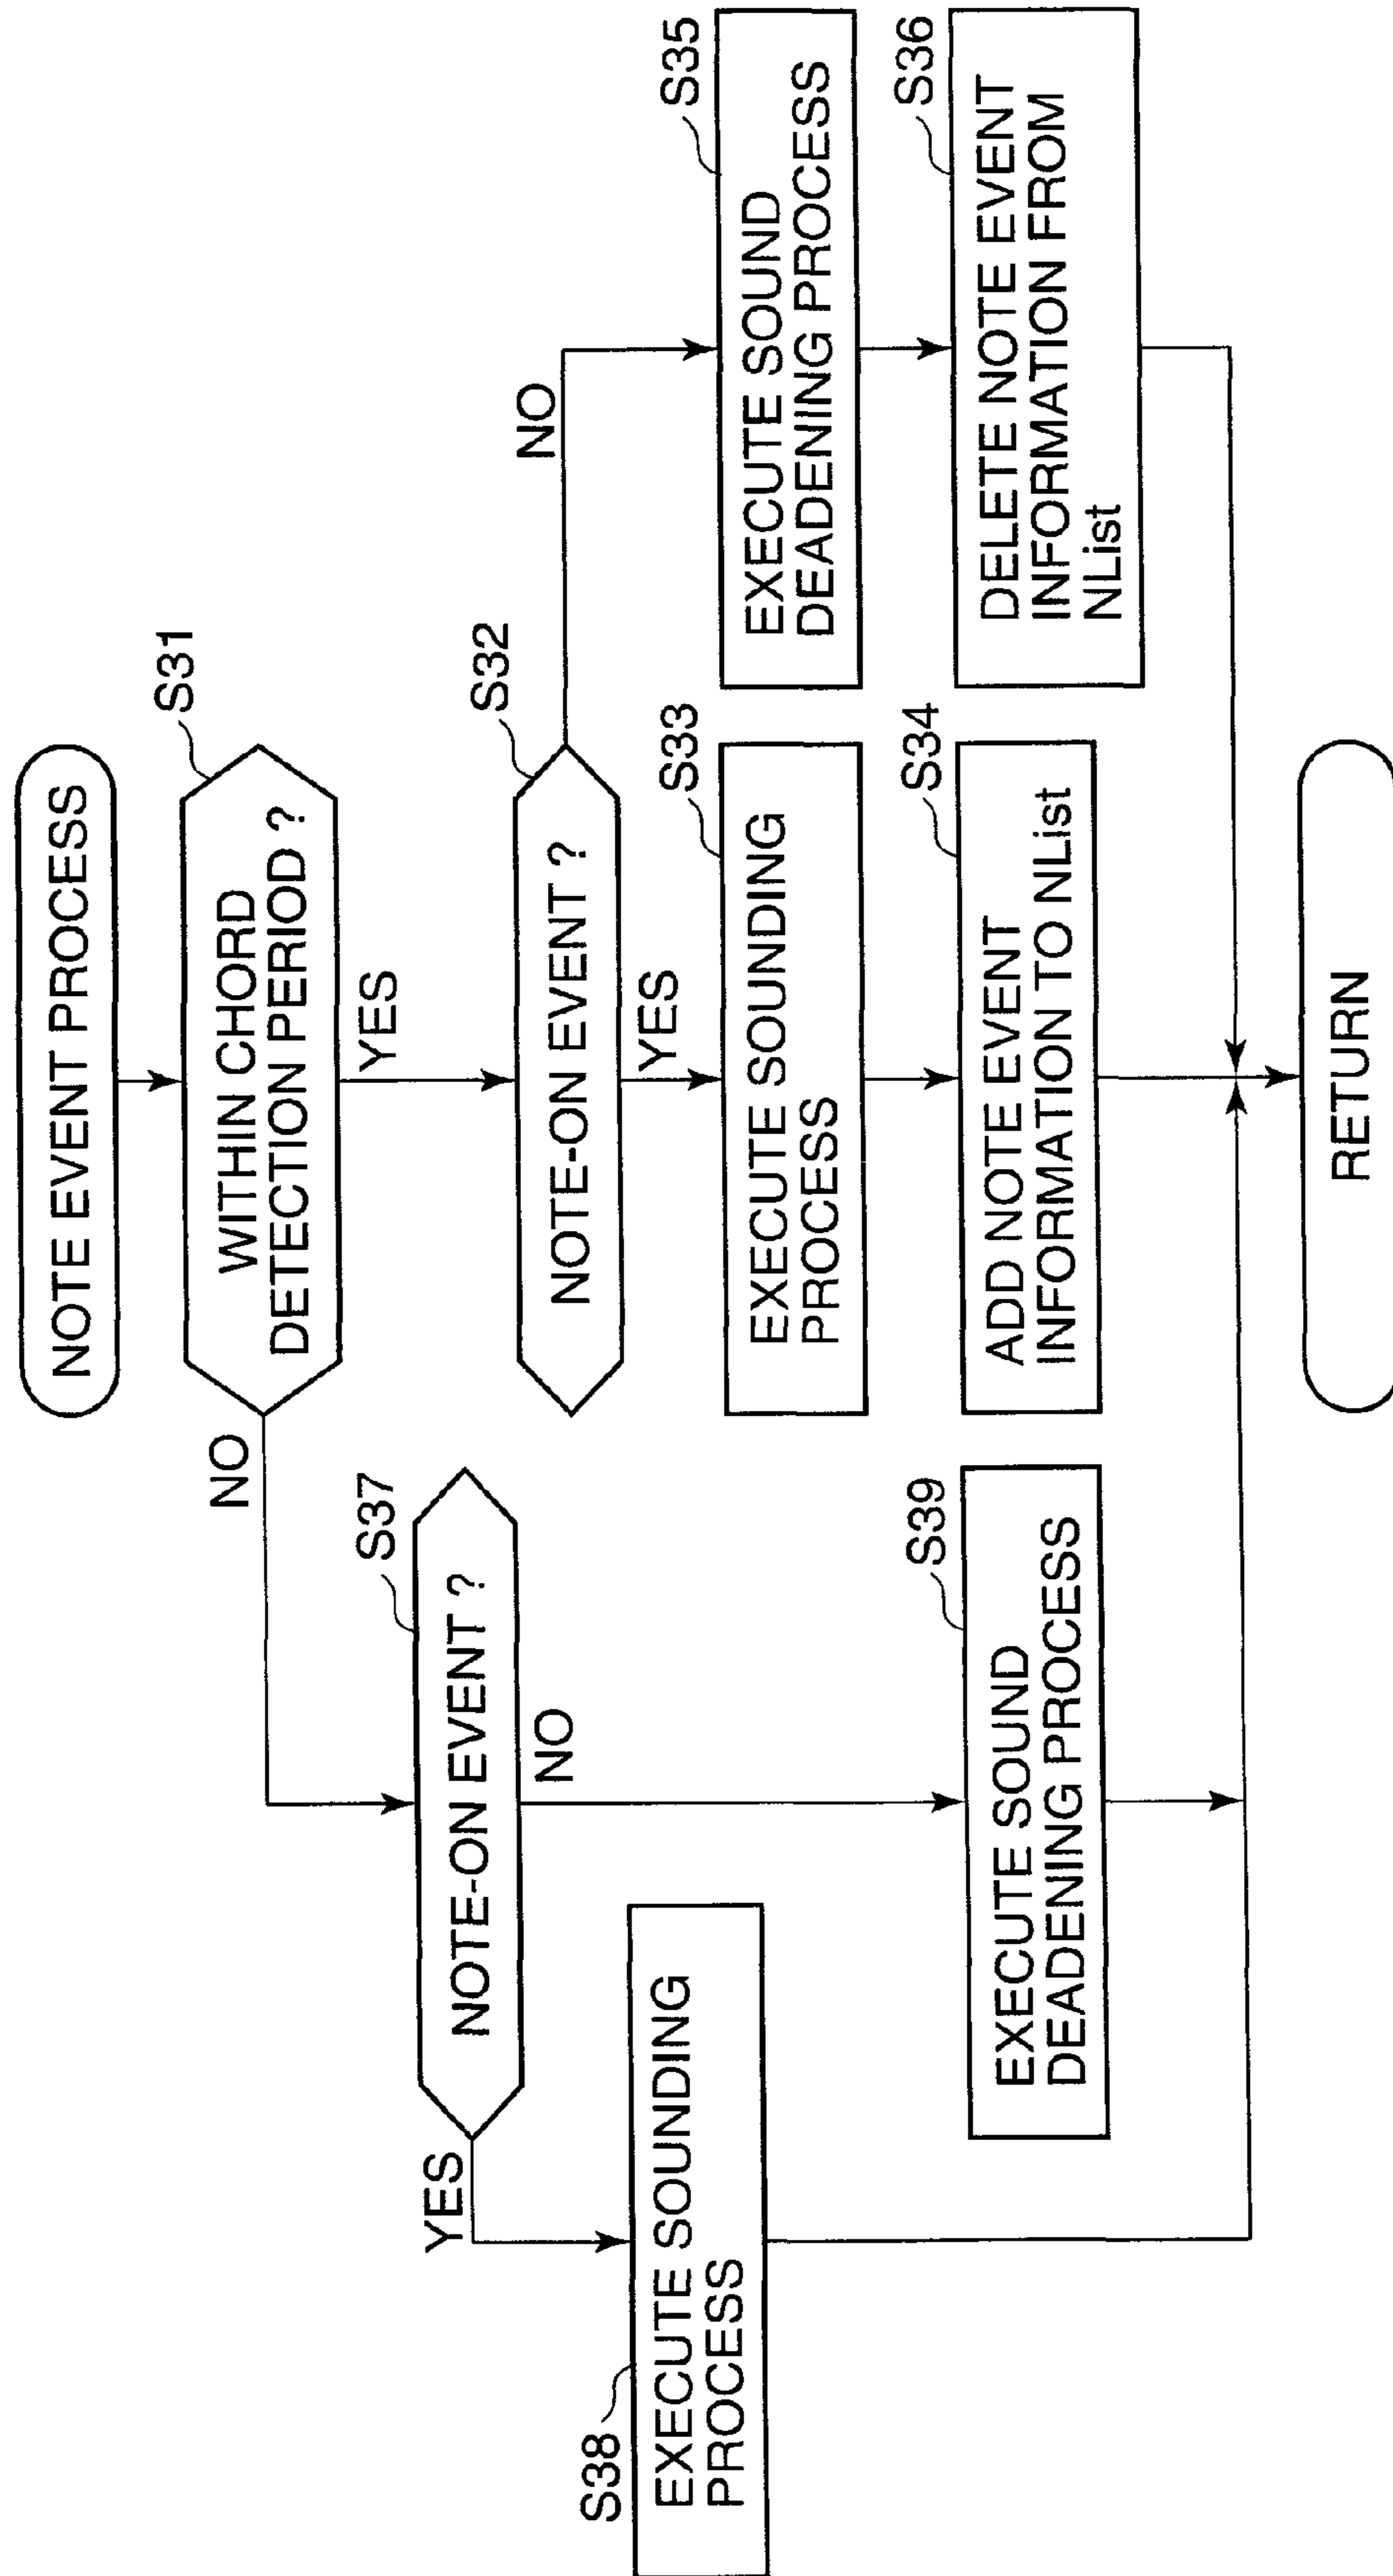 NOTE EVENT PROCESS
S31
WITHIN CHORD
DETECTION PERIOD ?
NO
YES
S37
NOTE-ON EVENT ?
YES
NO
S32
NOTE-ON EVENT ?
NO
YES
S38
EXECUTE SOUNDING
PROCESS
S33
EXECUTE SOUNDING
PROCESS
S35
EXECUTE SOUND
DEADENING PROCESS
S39
EXECUTE SOUND
DEADENING PROCESS
S34
ADD NOTE EVENT
INFORMATION TO NList
S36
DELETE NOTE EVENT
INFORMATION FROM
NList
RETURN